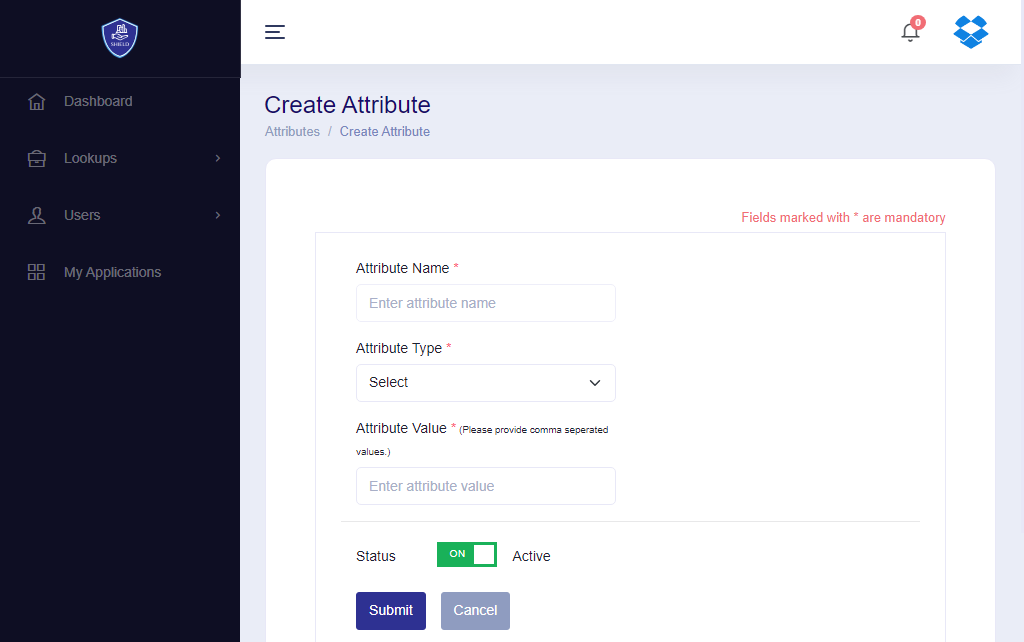 SHIELD
0
Dashboard
Lookups
Users
My Applications
Create Attribute
Attributes / Create Attribute
Fields marked with * are mandatory
Attribute Name *
Enter attribute name
Attribute Type *
Select
Attribute Value * (Please provide comma seperated
values.)
Enter attribute value
Status ON Active
Submit Cancel